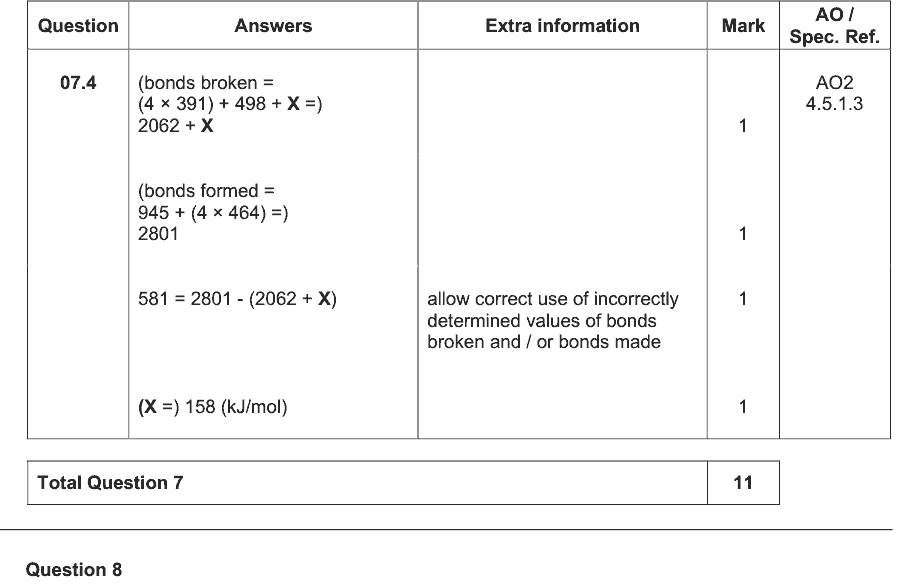 Question Answers Extra information Mark AO /
Spec. Ref.
07.4 (bonds broken = AO2
(4 × 391) + 498 + X =) 4.5.1.3
2062 + X 1
(bonds formed =
945 + (4 × 464) =)
2801 1
581 = 2801 - (2062 + X) allow correct use of incorrectly 1
determined values of bonds
broken and / or bonds made
(X =) 158 (kJ/mol) 1
Total Question 7 11
Question 8